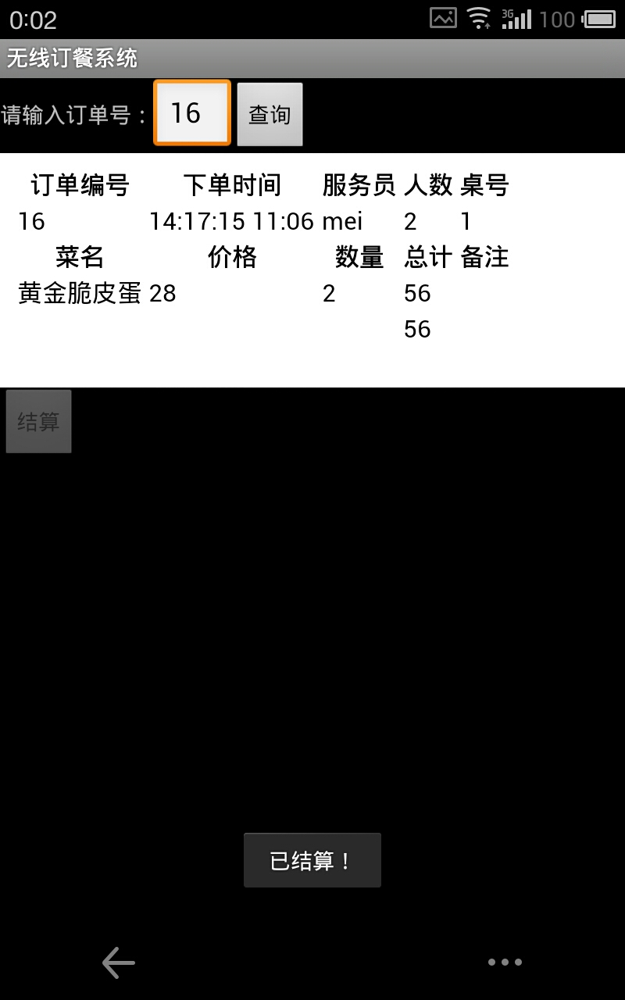 0:02 3G 100
无线订餐系统
请输入订单号： 16 查询
订单编号 下单时间 服务员 人数 桌号
16 14:17:15 11:06 mei 2 1
菜名 价格 数量 总计 备注
黄金脆皮蛋 28 2 56
56
结算
已结算！